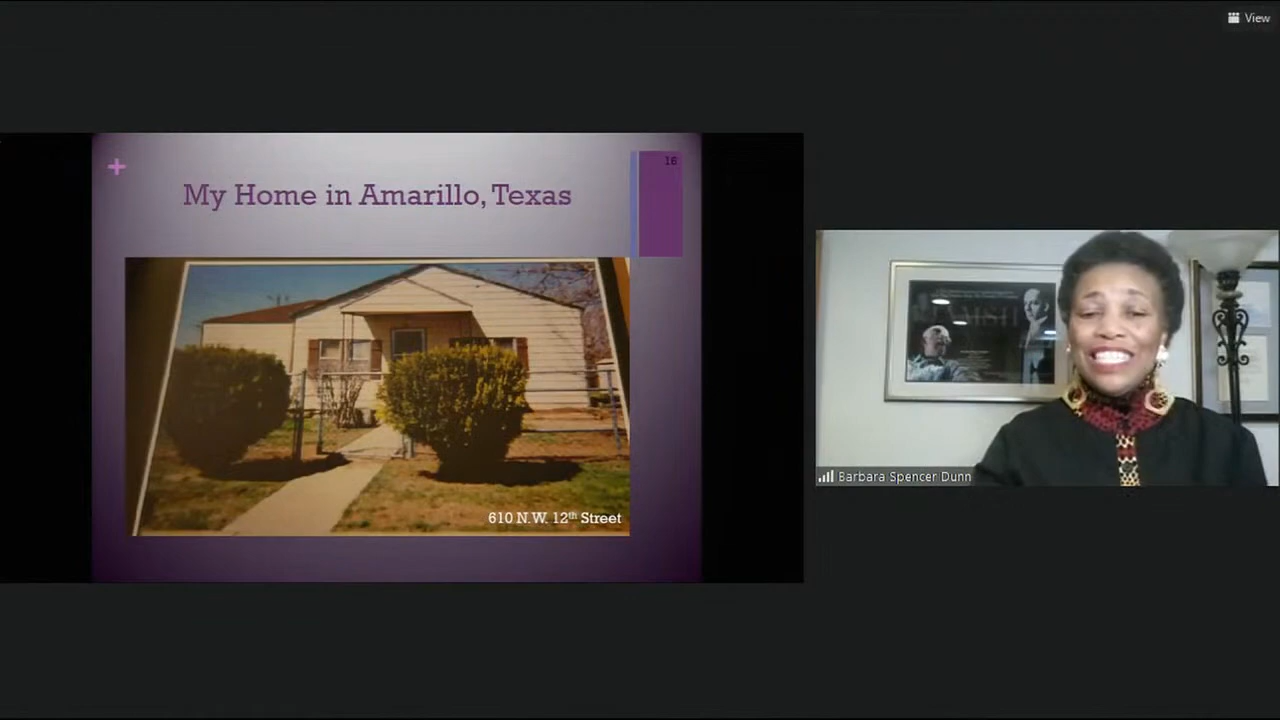 View
16
My Home in Amarillo, Texas
610 N.W. 12th Street
Barbara Spencer Dunn